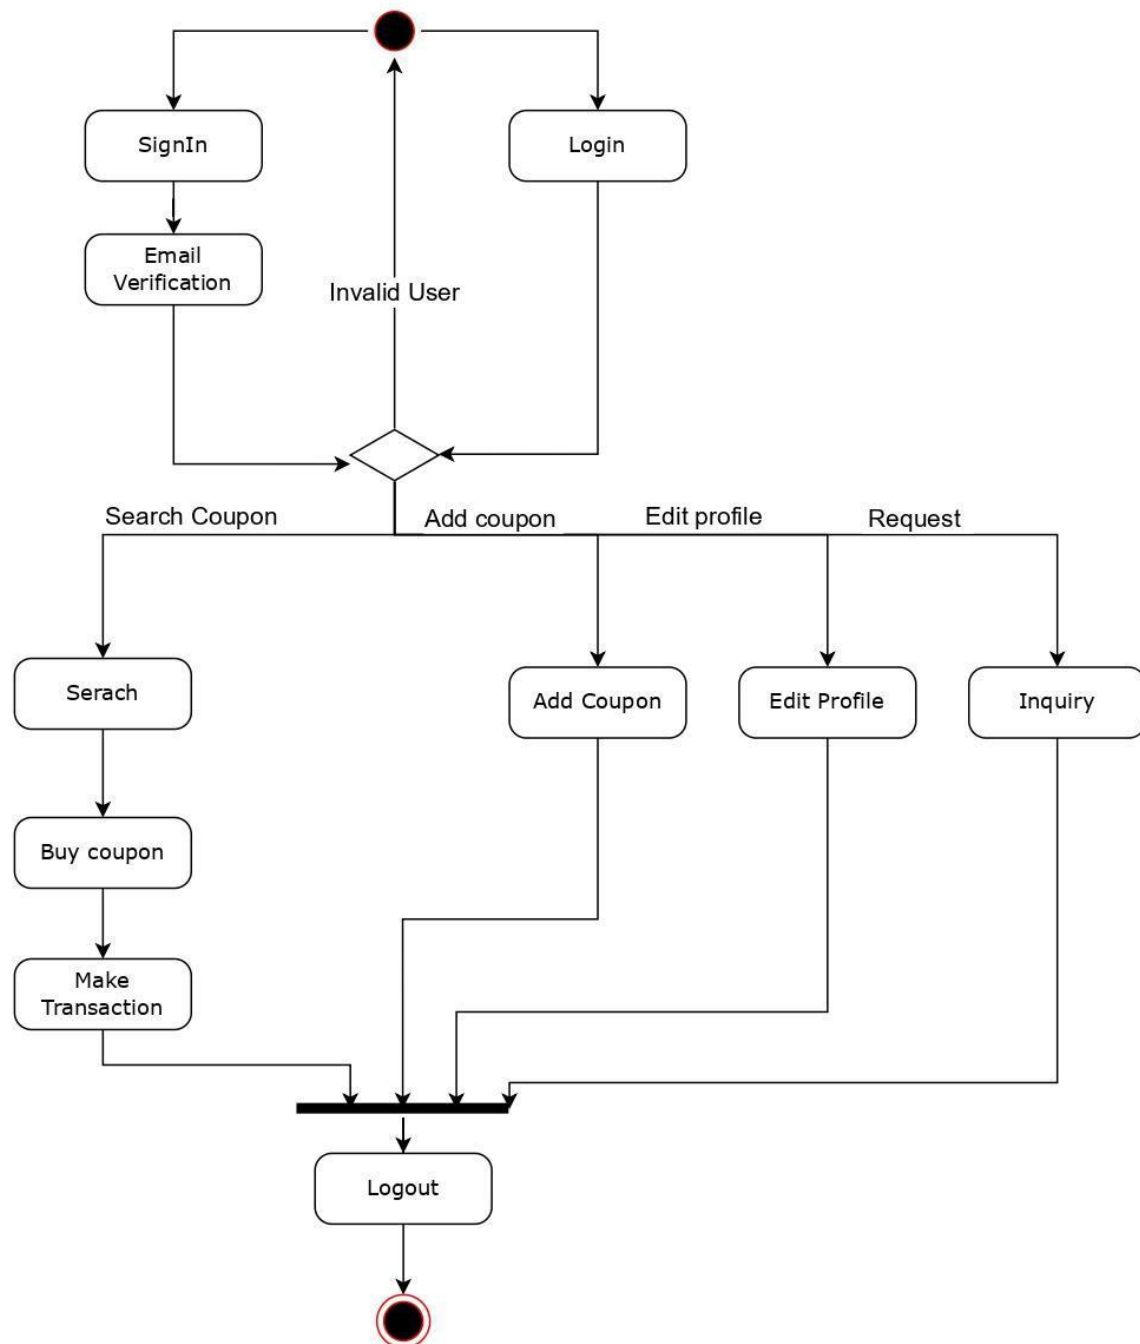 SignIn
Login
Email
Verification
Invalid User
Search Coupon
Add coupon
Edit profile
Request
Serach
Add Coupon
Edit Profile
Inquiry
Buy coupon
Make
Transaction
Logout